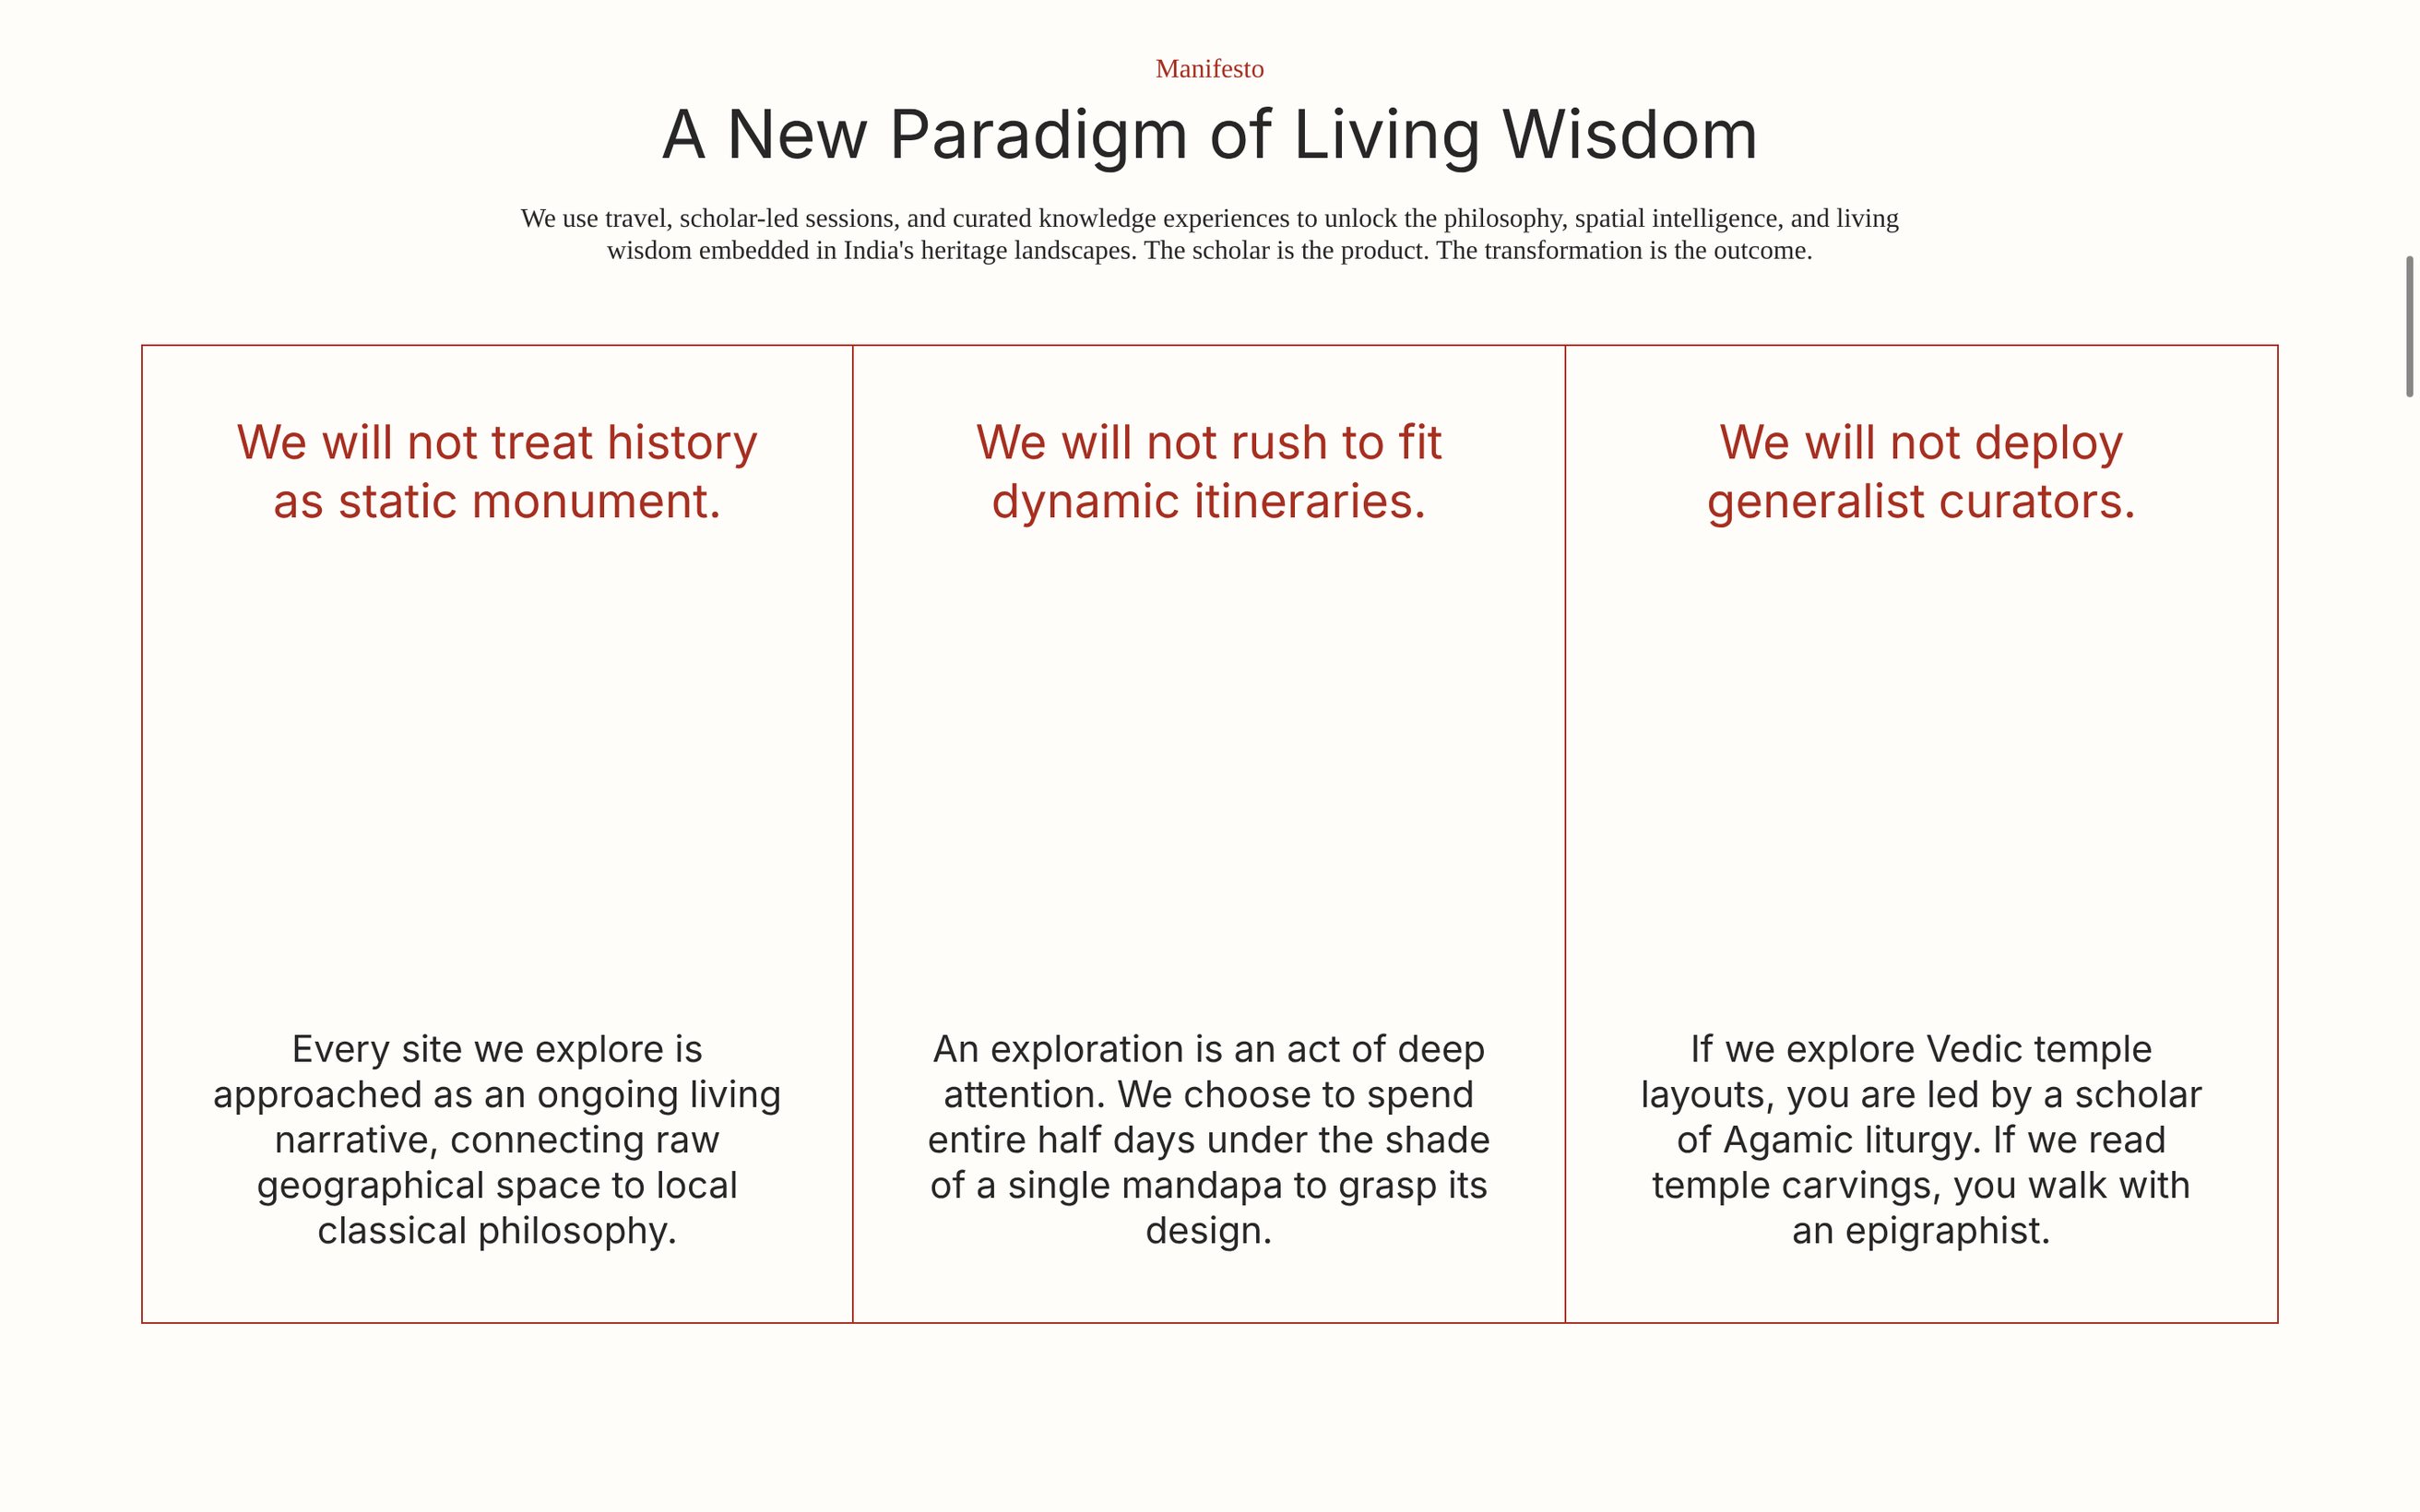 Manifesto
A New Paradigm of Living Wisdom
We use travel, scholar-led sessions, and curated knowledge experiences to unlock the philosophy, spatial intelligence, and living
wisdom embedded in India's heritage landscapes. The scholar is the product. The transformation is the outcome.
We will not treat history
as static monument.
Every site we explore is
approached as an ongoing living
narrative, connecting raw
geographical space to local
classical philosophy.
We will not rush to fit
dynamic itineraries.
An exploration is an act of deep
attention. We choose to spend
entire half days under the shade
of a single mandapa to grasp its
design.
We will not deploy
generalist curators.
If we explore Vedic temple
layouts, you are led by a scholar
of Agamic liturgy. If we read
temple carvings, you walk with
an epigraphist.